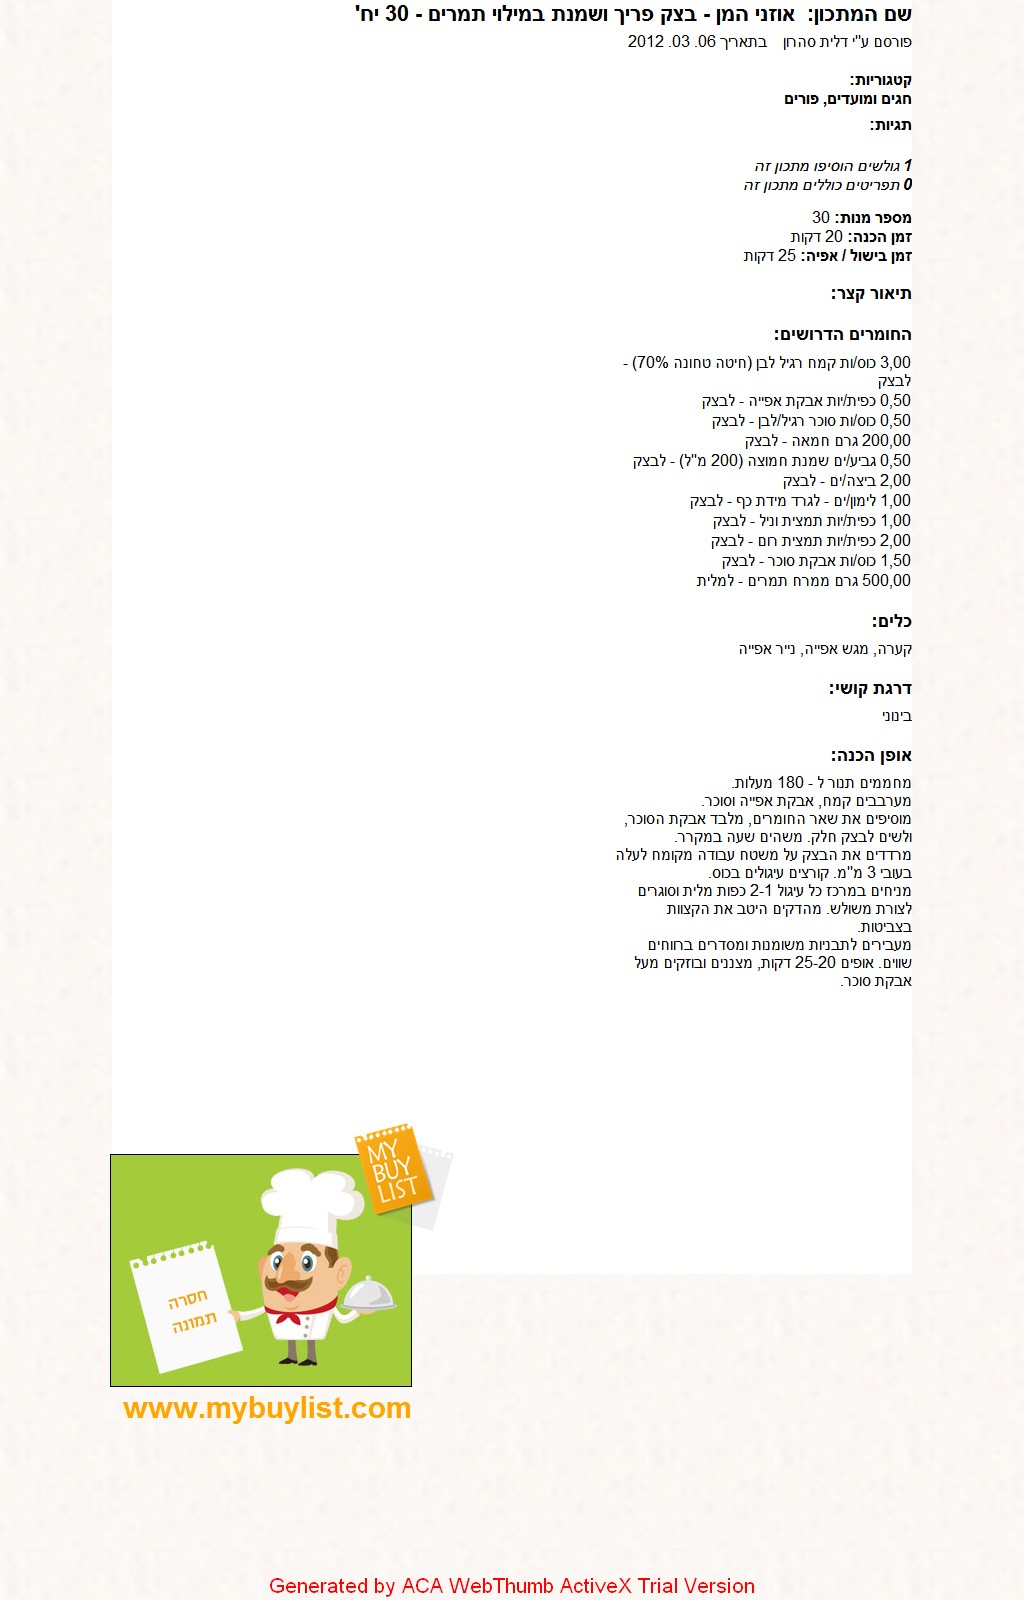 שם המתכון: אוזני המן - בצק פריך ושמנת במילוי תמרים - 30 יח'
פורסם ע"י דלית סהרון בתאריך 06. 03. 2012
קטגוריות:
חגים ומועדים, פורים
תגיות:
1 גולשים הוסיפו מתכון זה
0 תפריטים כוללים מתכון זה
מספר מנות: 30
זמן הכנה: 20 דקות
זמן בישול / אפיה: 25 דקות
תיאור קצר:
החומרים הדרושים:
3,00 כוס/ות קמח רגיל לבן (חיטה טחונה 70%) -
לבצק
0,50 כפית/יות אבקת אפייה - לבצק
0,50 כוס/ות סוכר רגיל/לבן - לבצק
200,00 גרם חמאה - לבצק
0,50 גביע/ים שמנת חמוצה (200 מ"ל) - לבצק
2,00 ביצה/ים - לבצק
1,00 לימון/ים - לגרד מידת כף - לבצק
1,00 כפית/יות תמצית וניל - לבצק
2,00 כפית/יות תמצית רום - לבצק
1,50 כוס/ות אבקת סוכר - לבצק
500,00 גרם ממרח תמרים - למלית
כלים:
קערה, מגש אפייה, נייר אפייה
דרגת קושי:
בינוני
אופן הכנה:
מחממים תנור ל - 180 מעלות.
מערבבים קמח, אבקת אפייה וסוכר.
מוסיפים את שאר החומרים, מלבד אבקת הסוכר,
ולשים לבצק חלק. משהים שעה במקרר.
מרדדים את הבצק על משטח עבודה מקומח לעלה
בעובי 3 מ"מ. קורצים עיגולים בכוס.
מניחים במרכז כל עיגול 2-1 כפות מלית וסוגרים
לצורת משולש. מהדקים היטב את הקצוות
בצביטות.
מעבירים לתבניות משומנות ומסדרים ברווחים
שווים. אופים 25-20 דקות, מצננים ובוזקים מעל
אבקת סוכר.
MY
BUY
LIST
חסרה
תמונה
www.mybuylist.com
Generated by ACA WebThumb ActiveX Trial Version